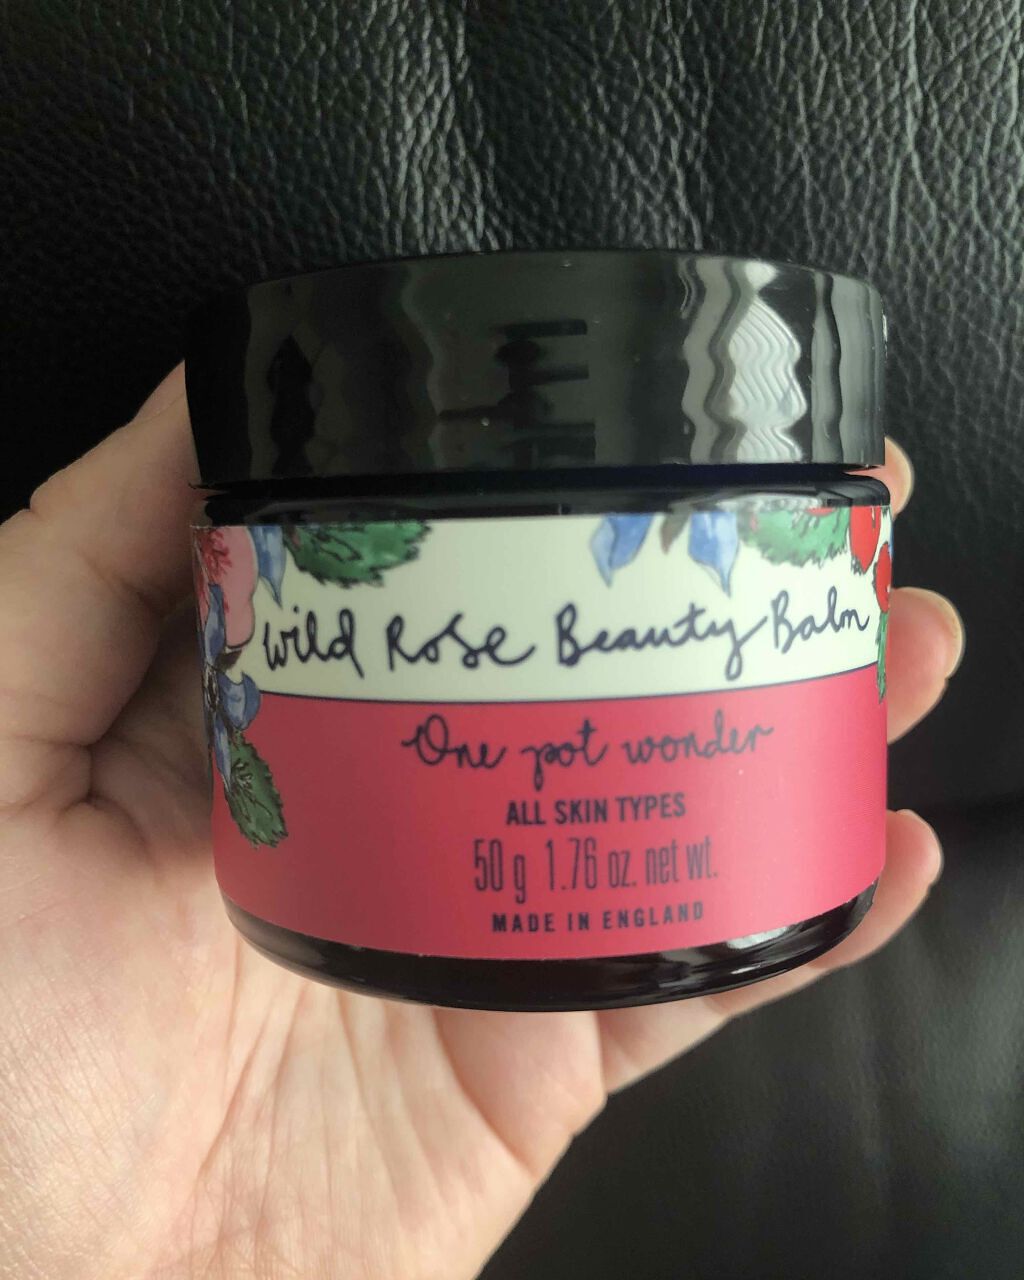 Wild Rose Beauty Balm
One pot wonder
ALL SKIN TYPES
50 g 1.76 oz. net wt.
MADE IN ENGLAND